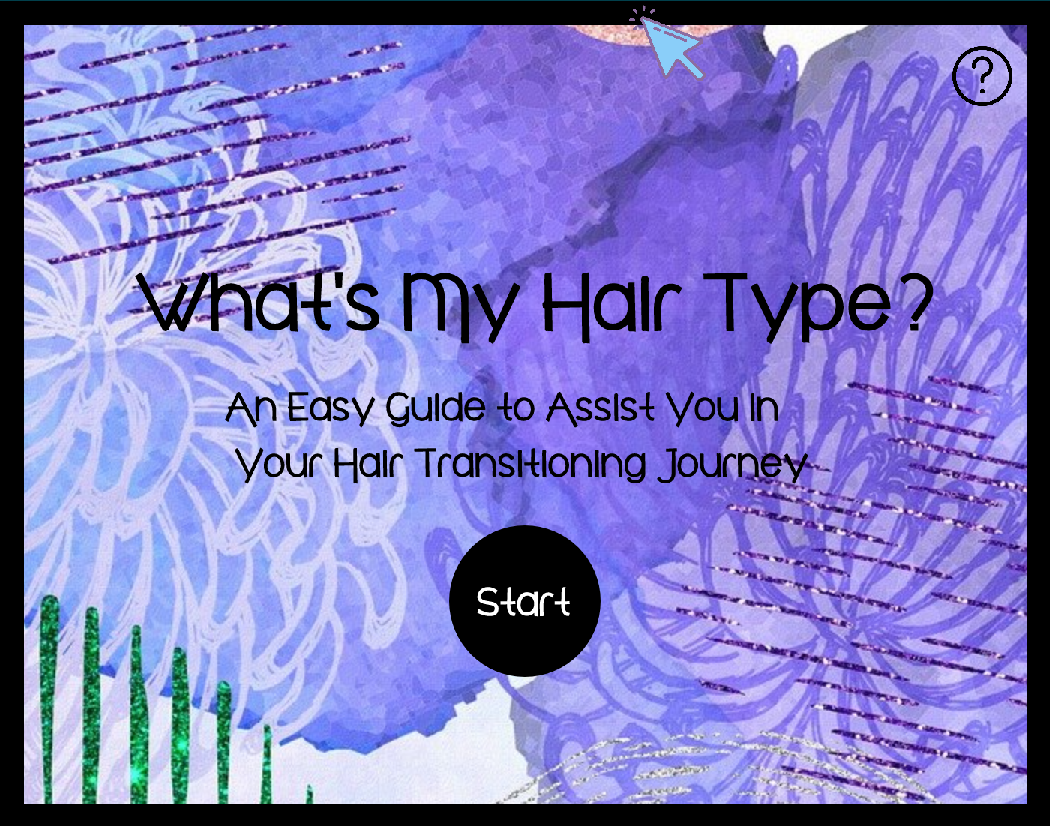 ?
What's My Hair Type?
An Easy Guide to Assist You in
Your Hair Transitioning Journey
Start